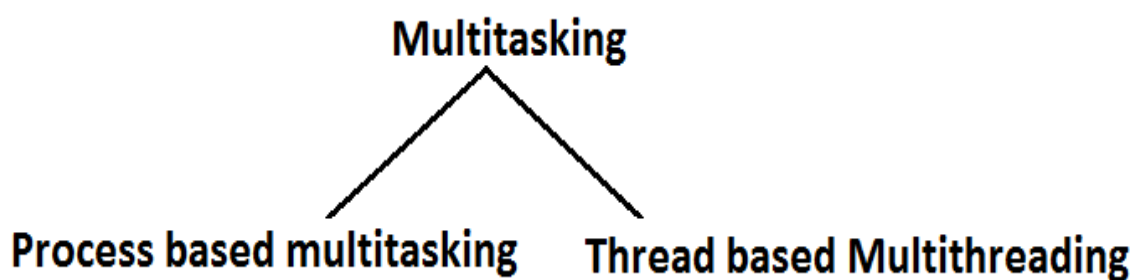 Multitasking
Process based multitasking
Thread based Multithreading